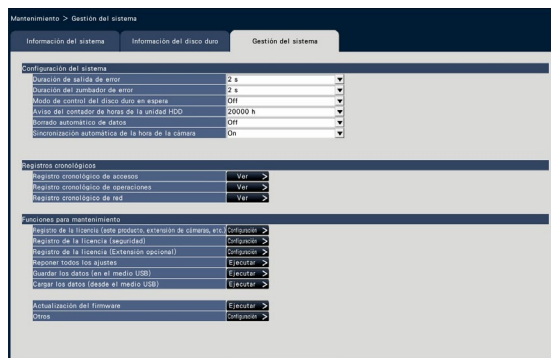 Mantenimiento > Gestión del sistema
Información del sistema Información del disco duro Gestión del sistema
Configuración del sistema
Duración de salida de error 2 s
Duración del zumbador de error 2 s
Modo de control del disco duro en espera Off
Aviso del contador de horas de la unidad HDD 20000 h
Borrado automático de datos Off
Sincronización automática de la hora de la cámara On
Registros cronológicos
Registro cronológico de accesos Ver >
Registro cronológico de operaciones Ver >
Registro cronológico de red Ver >
Funciones para mantenimiento
Registro de la licencia (este producto, extensión de cámaras, etc.) Configuración >
Registro de la licencia (seguridad) Configuración >
Registro de la licencia (Extensión opcional) Configuración >
Reponer todos los ajustes Ejecutar >
Guardar los datos (en el medio USB) Ejecutar >
Cargar los datos (desde el medio USB) Ejecutar >
Actualización del firmware Ejecutar >
Otros Configuración >